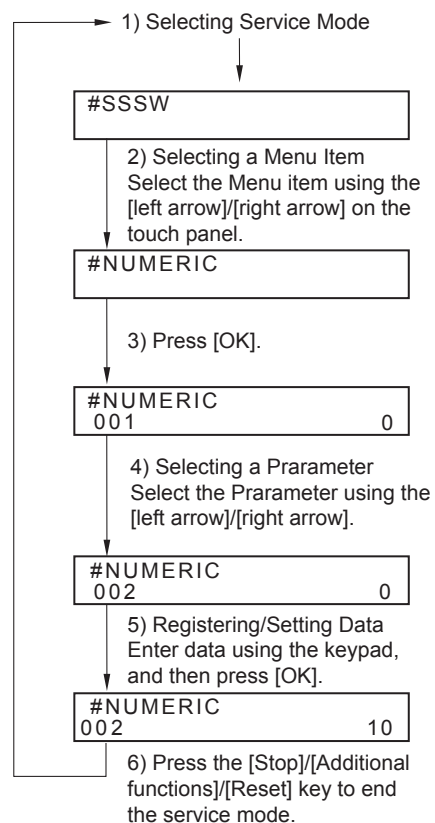 1) Selecting Service Mode
#SSSW
2) Selecting a Menu Item
Select the Menu item using the
[left arrow]/[right arrow] on the
touch panel.
#NUMERIC
3) Press [OK].
#NUMERIC
001 0
4) Selecting a Prarameter
Select the Prarameter using the
[left arrow]/[right arrow].
#NUMERIC
002 0
5) Registering/Setting Data
Enter data using the keypad,
and then press [OK].
#NUMERIC
002 10
6) Press the [Stop]/[Additional
functions]/[Reset] key to end
the service mode.